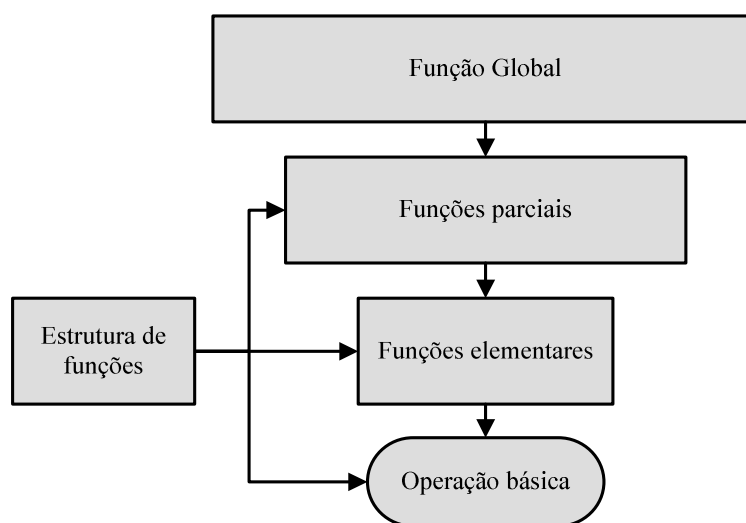 Função Global
Funções parciais
Estrutura de
funções
Funções elementares
Operação básica